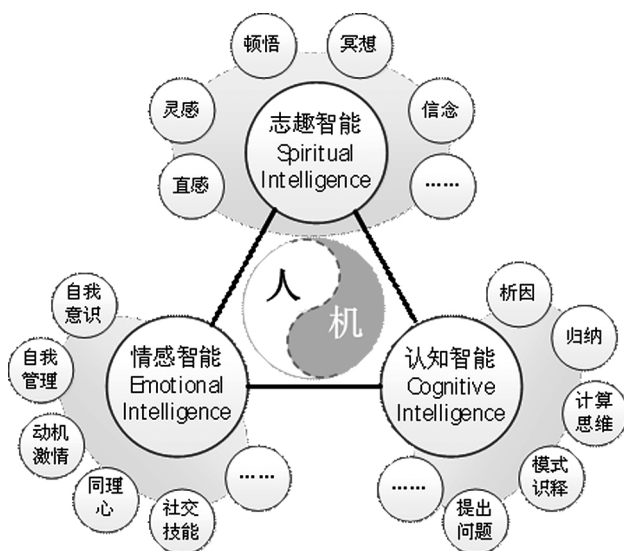 顿悟
冥想
灵感
信念
直感
……
志趣智能
Spiritual
Intelligence
人
机
自我
意识
自我
管理
动机
激情
同理
心
社交
技能
……
情感智能
Emotional
Intelligence
认知智能
Cognitive
Intelligence
析因
归纳
计算
思维
模式
识释
提出
问题
……